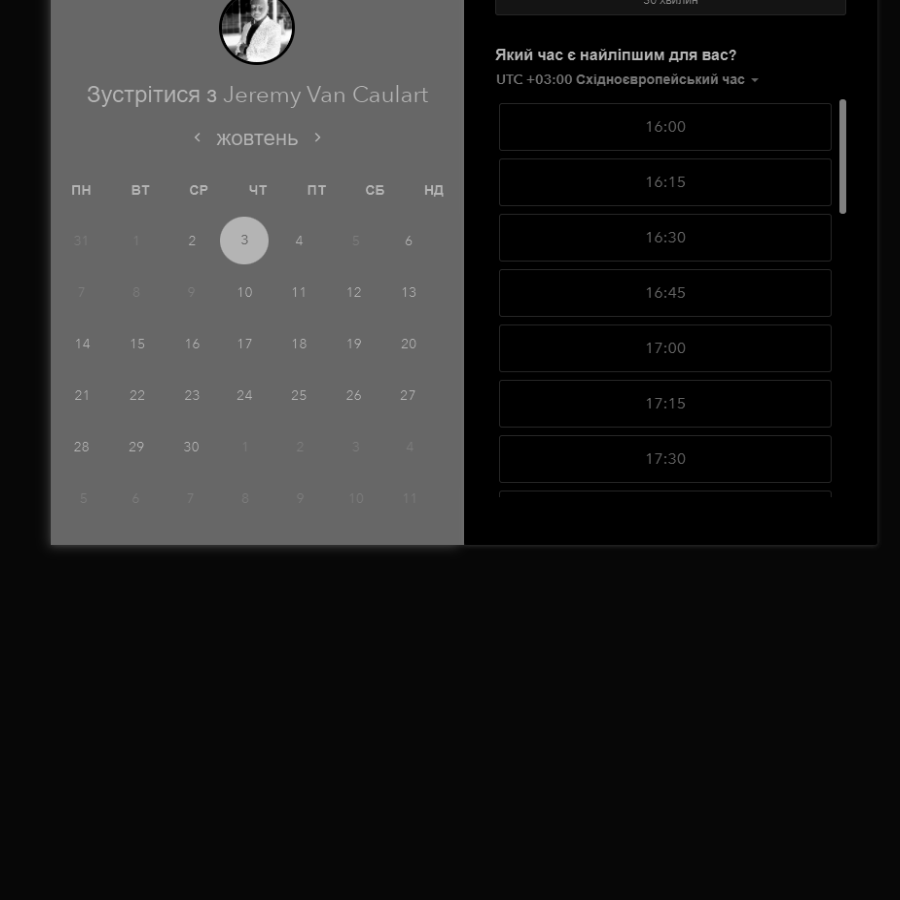 30 хвилин
Зустрітися з Jeremy Van Caulart
жовтень
ПН ВТ СР ЧТ ПТ СБ НД
31 1 2 3 4 5 6
7 8 9 10 11 12 13
14 15 16 17 18 19 20
21 22 23 24 25 26 27
28 29 30 1 2 3 4
5 6 7 8 9 10 11
Який час є найліпшим для вас?
UTC +03:00 Східноєвропейський час
16:00
16:15
16:30
16:45
17:00
17:15
17:30